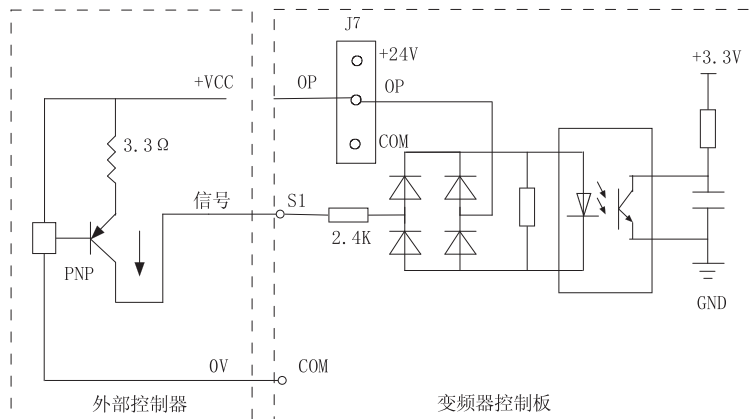 J7
+24V
+VCC
OP
OP
+3.3V
3.3Ω
COM
信号
S1
2.4K
PNP
GND
0V
COM
外部控制器
变频器控制板